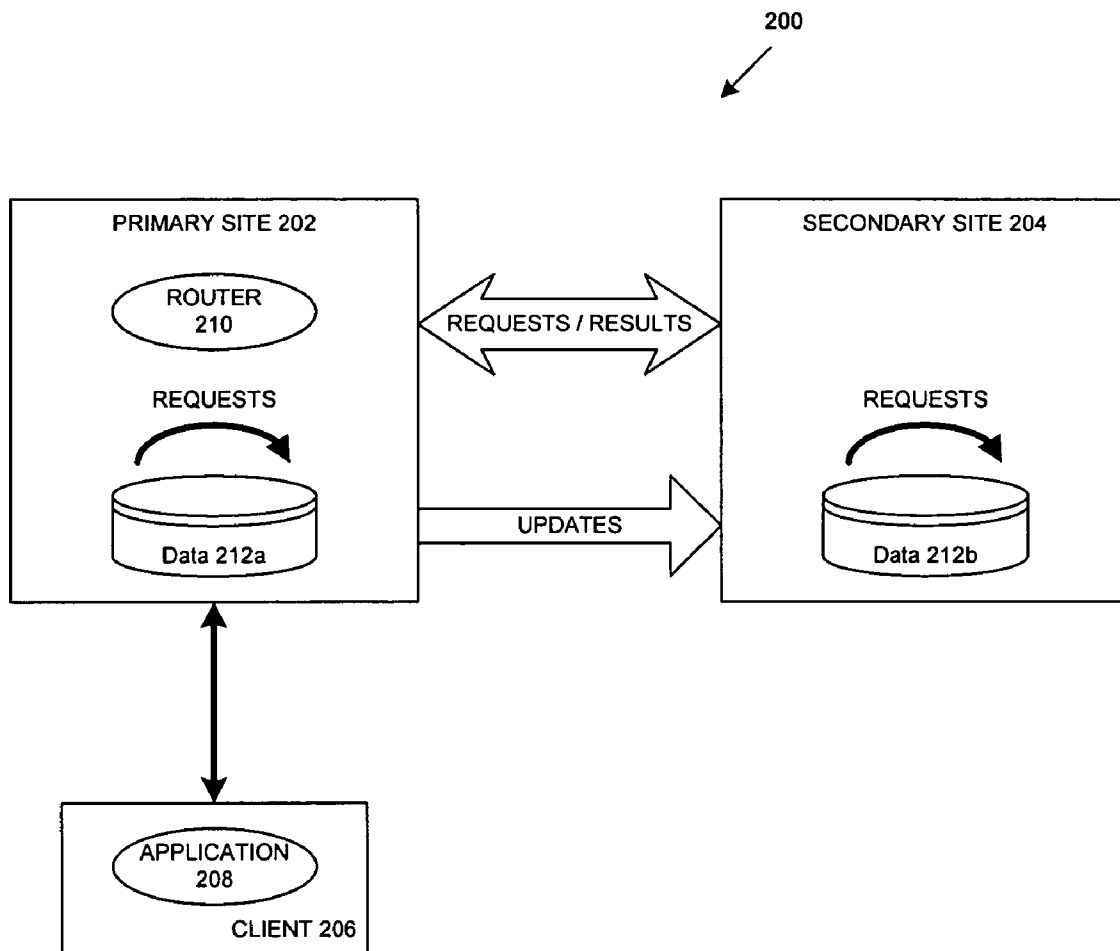 200
PRIMARY SITE 202
SECONDARY SITE 204
ROUTER
210
REQUESTS / RESULTS
REQUESTS
REQUESTS
UPDATES
Data 212a
Data 212b
APPLICATION
208
CLIENT 206